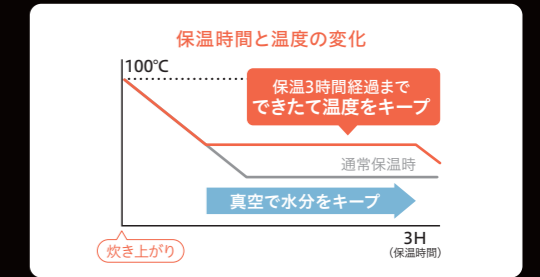 保温時間と温度の変化
100℃
保温3時間経過まで
できたて温度をキープ
通常保温時
真空で水分をキープ
3H
(保温時間)
炊き上がり